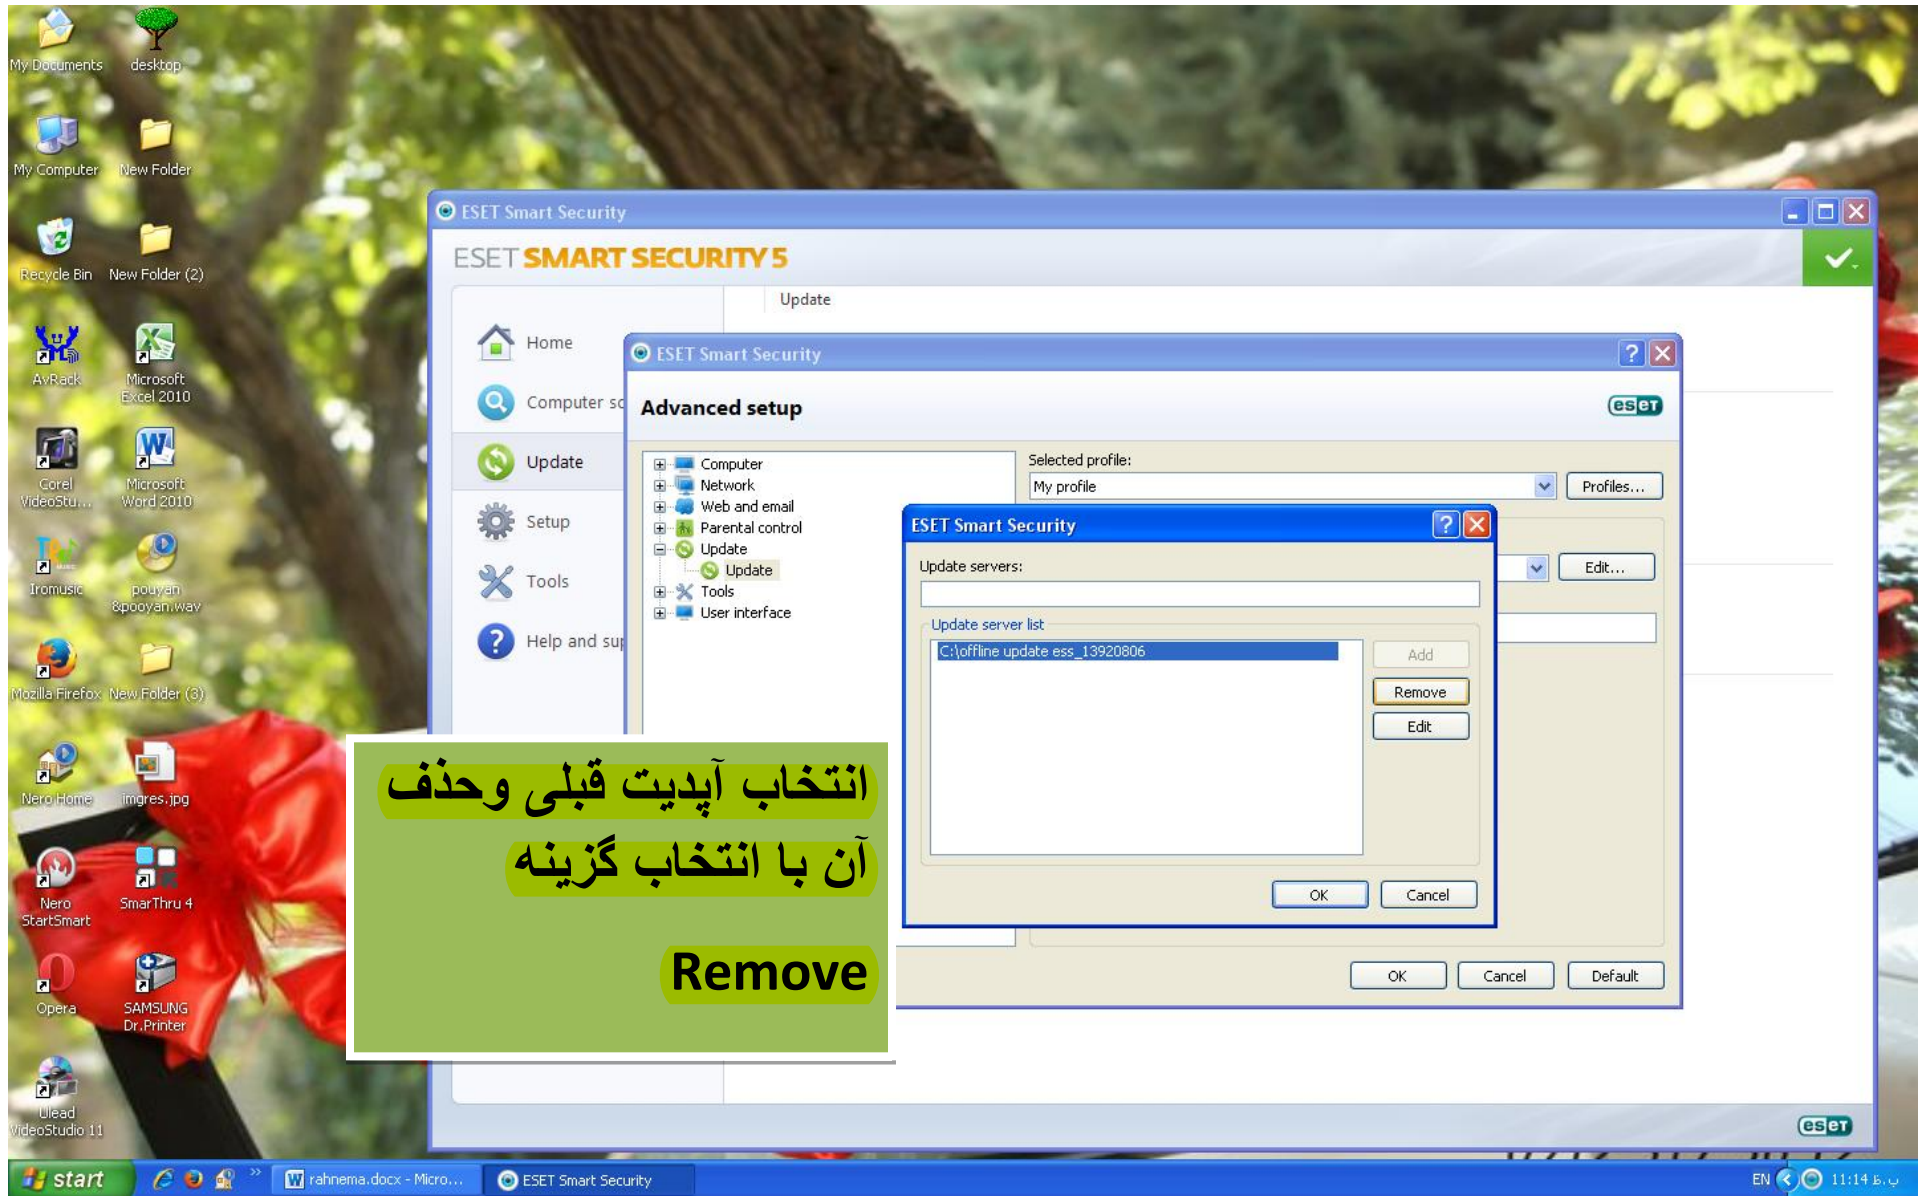 My Documents
desktop
My Computer
New Folder
Recycle Bin
New Folder (2)
AvRack
Microsoft
Excel 2010
Corel
VideoStu...
Microsoft
Word 2010
Iromusic
pouyan
&pooyan.wav
Mozilla Firefox
New Folder (3)
Nero Home
imgres.jpg
Nero
StartSmart
SmarThru 4
Opera
SAMSUNG
Dr.Printer
Ulead
VideoStudio 11
ESET Smart Security
ESET SMART SECURITY 5
Update
Home
Computer sc
Update
Setup
Tools
Help and sup
ESET Smart Security
Advanced setup
eset
Computer
Network
Web and email
Parental control
Update
Update
Tools
User interface
Selected profile:
My profile
Profiles...
Edit...
ESET Smart Security
Update servers:
Update server list
C:\offline update ess_13920806
Add
Remove
Edit
OK
Cancel
OK
Cancel
Default
انتخاب آپدیت قبلی وحذف
آن با انتخاب گزینه
Remove
eset
start
rahnema.docx - Micro...
ESET Smart Security
EN
11:14 ب.ظ